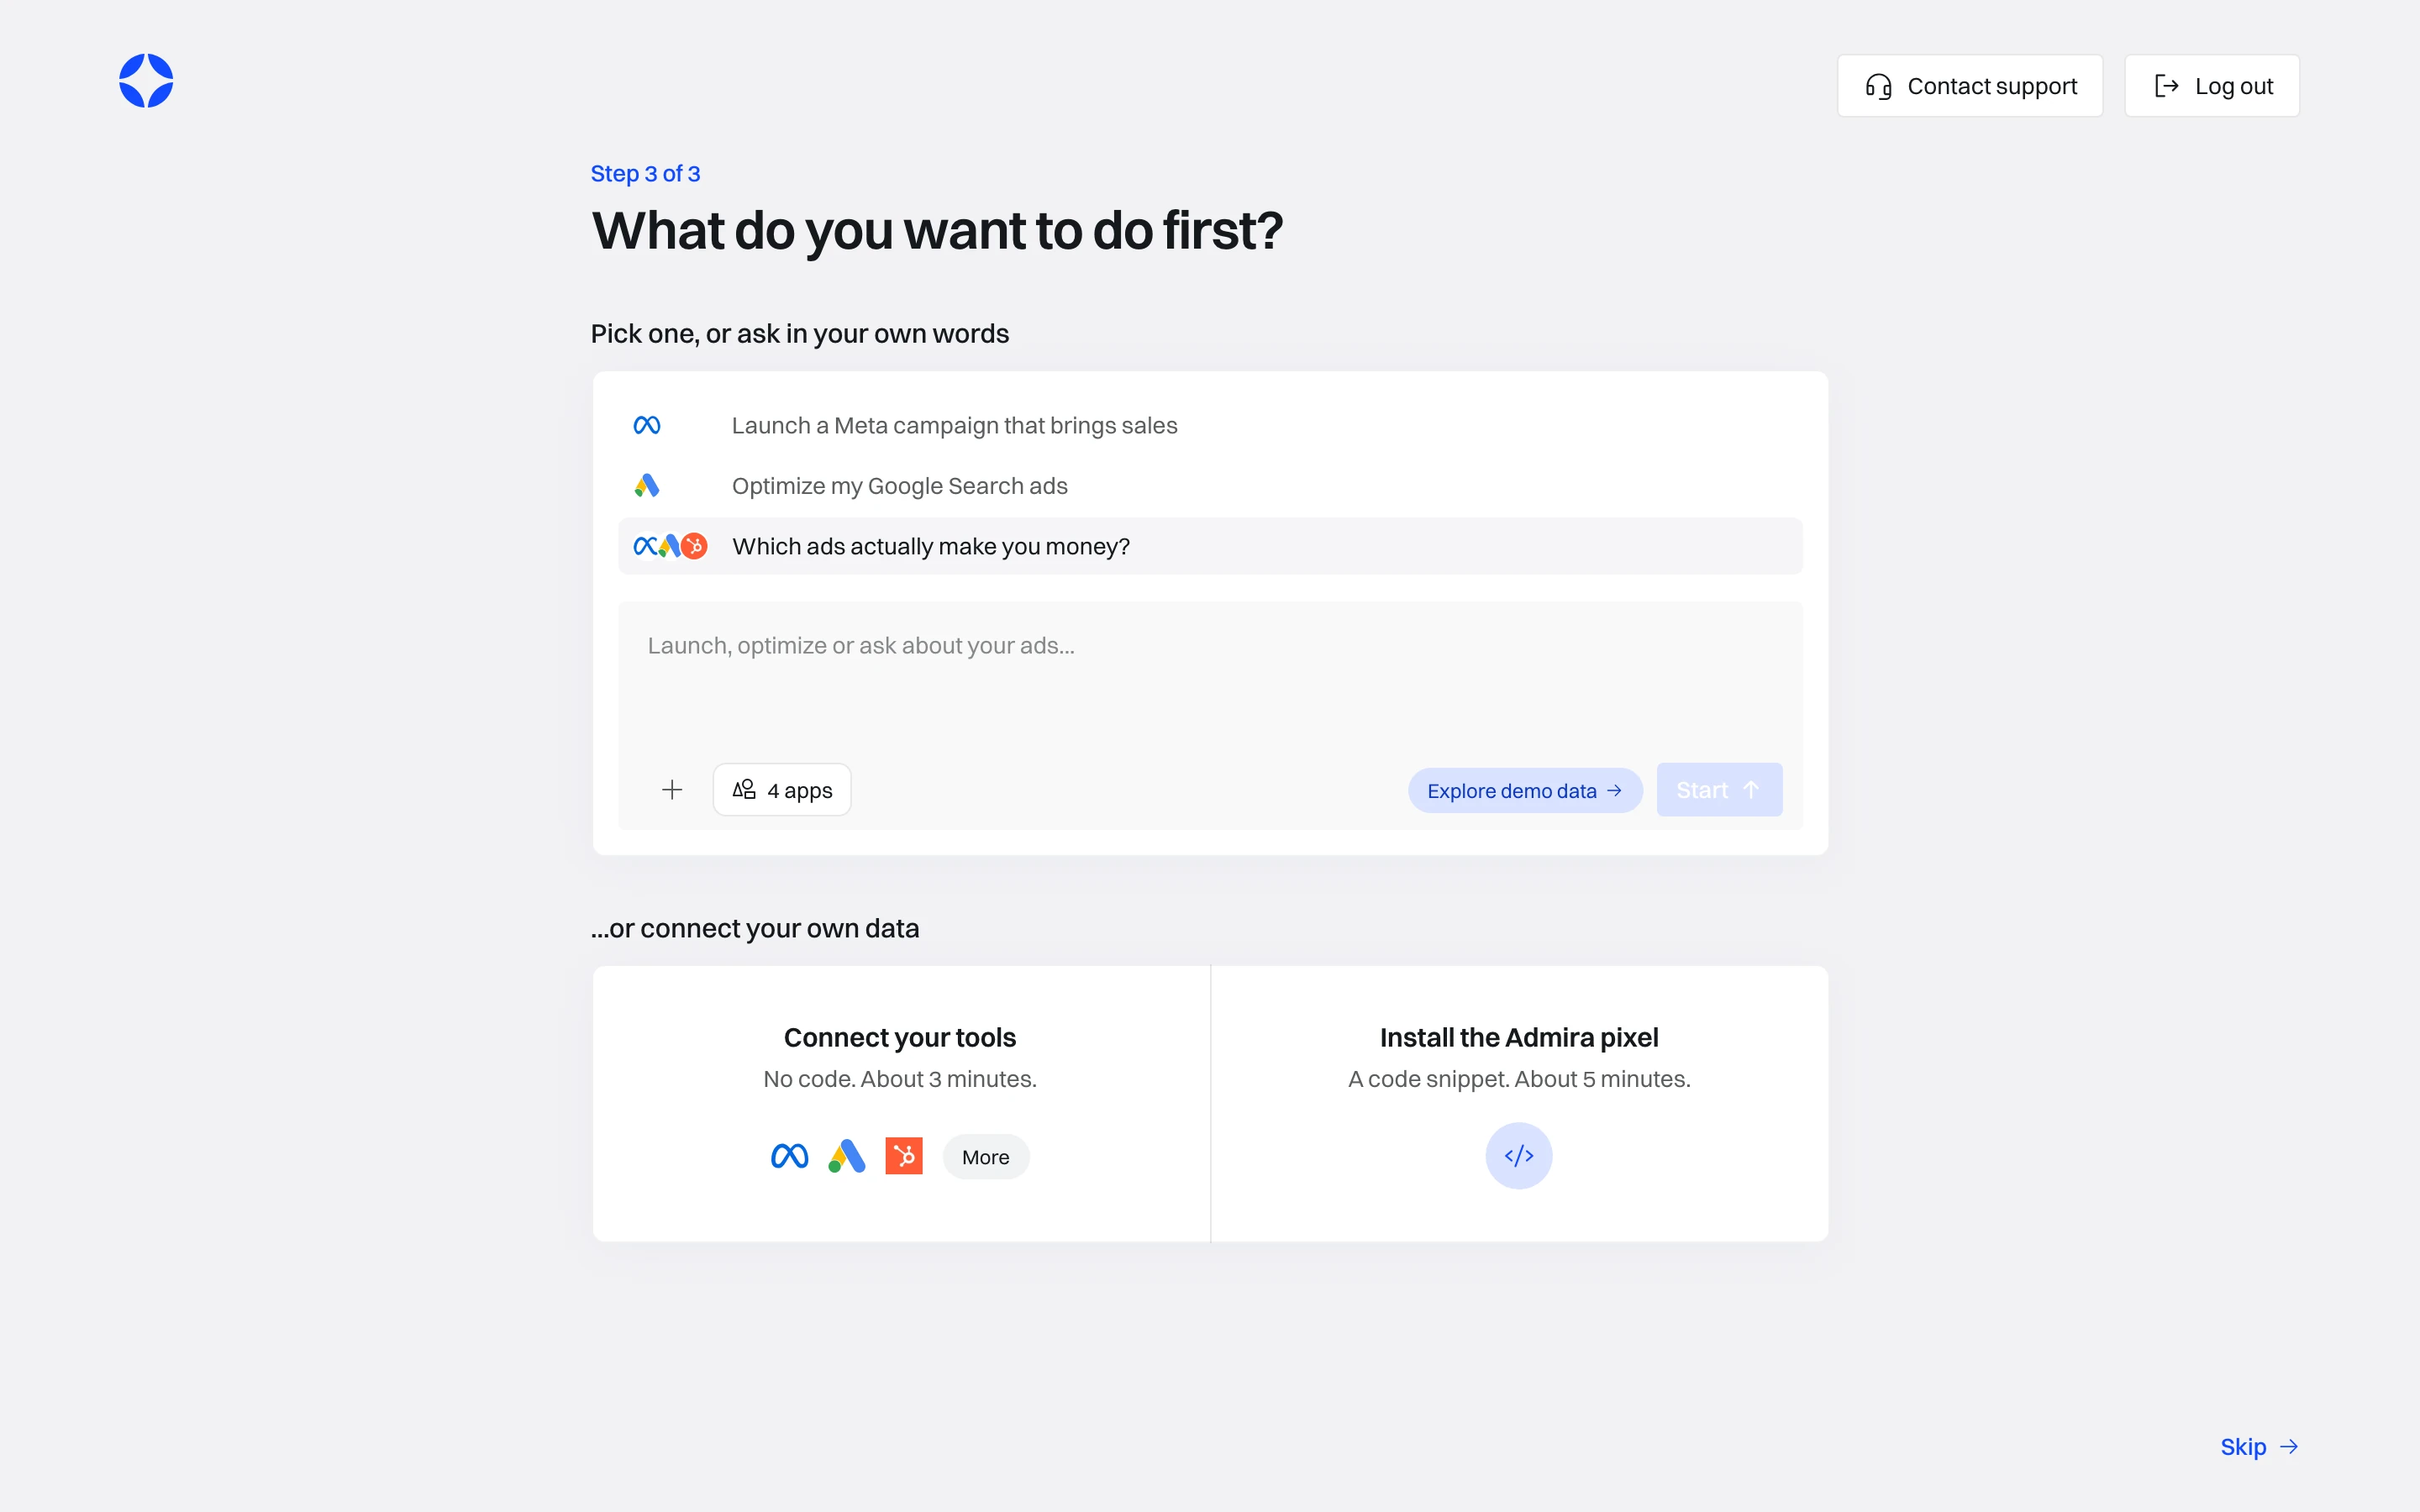 Contact support
Log out
Step 3 of 3
What do you want to do first?
Pick one, or ask in your own words
Launch a Meta campaign that brings sales
Optimize my Google Search ads
Which ads actually make you money?
Launch, optimize or ask about your ads...
4 apps
Explore demo data →
Start ↑
...or connect your own data
Connect your tools
No code. About 3 minutes.
More
Install the Admira pixel
A code snippet. About 5 minutes.
</>
Skip →